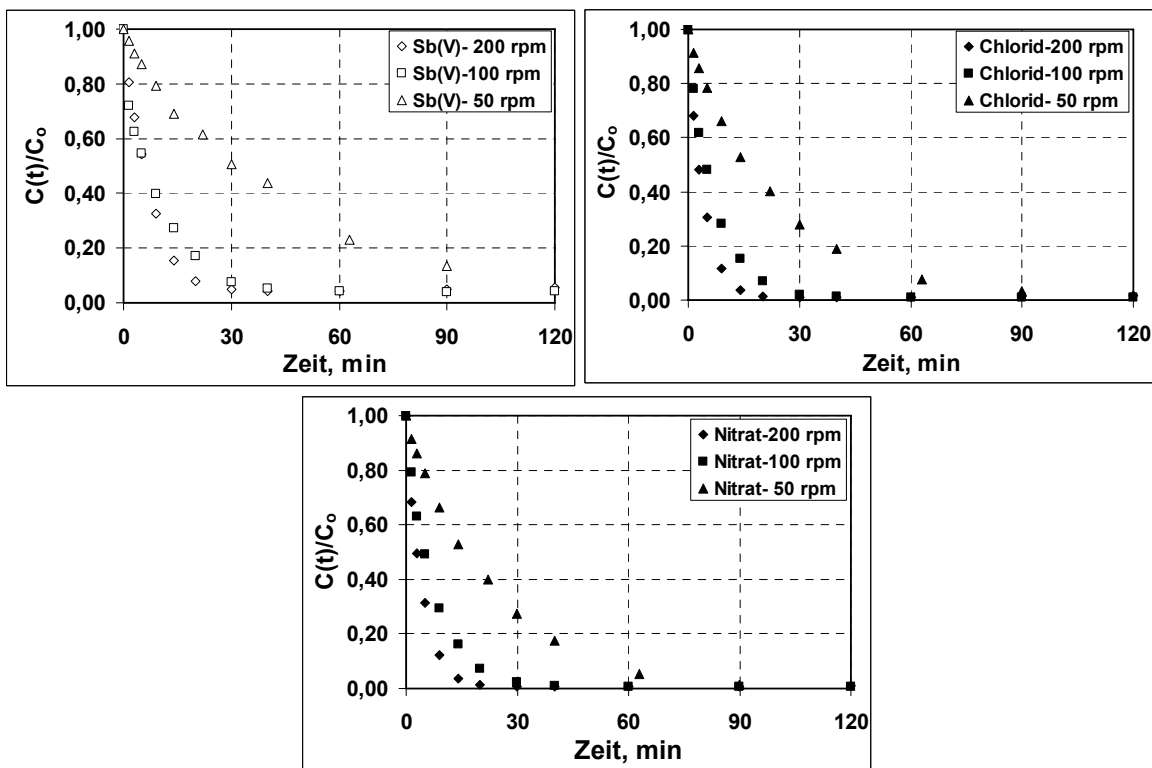 1,00
0,80
0,60
0,40
0,20
0,00
C(t)/Co
Sb(V)- 200 rpm
Sb(V)-100 rpm
Sb(V)- 50 rpm
0 30 60 90 120
Zeit, min
1,00
0,80
0,60
0,40
0,20
0,00
C(t)/Co
Chlorid-200 rpm
Chlorid-100 rpm
Chlorid- 50 rpm
0 30 60 90 120
Zeit, min
1,00
0,80
0,60
0,40
0,20
0,00
C(t)/Co
Nitrat-200 rpm
Nitrat-100 rpm
Nitrat- 50 rpm
0 30 60 90 120
Zeit, min